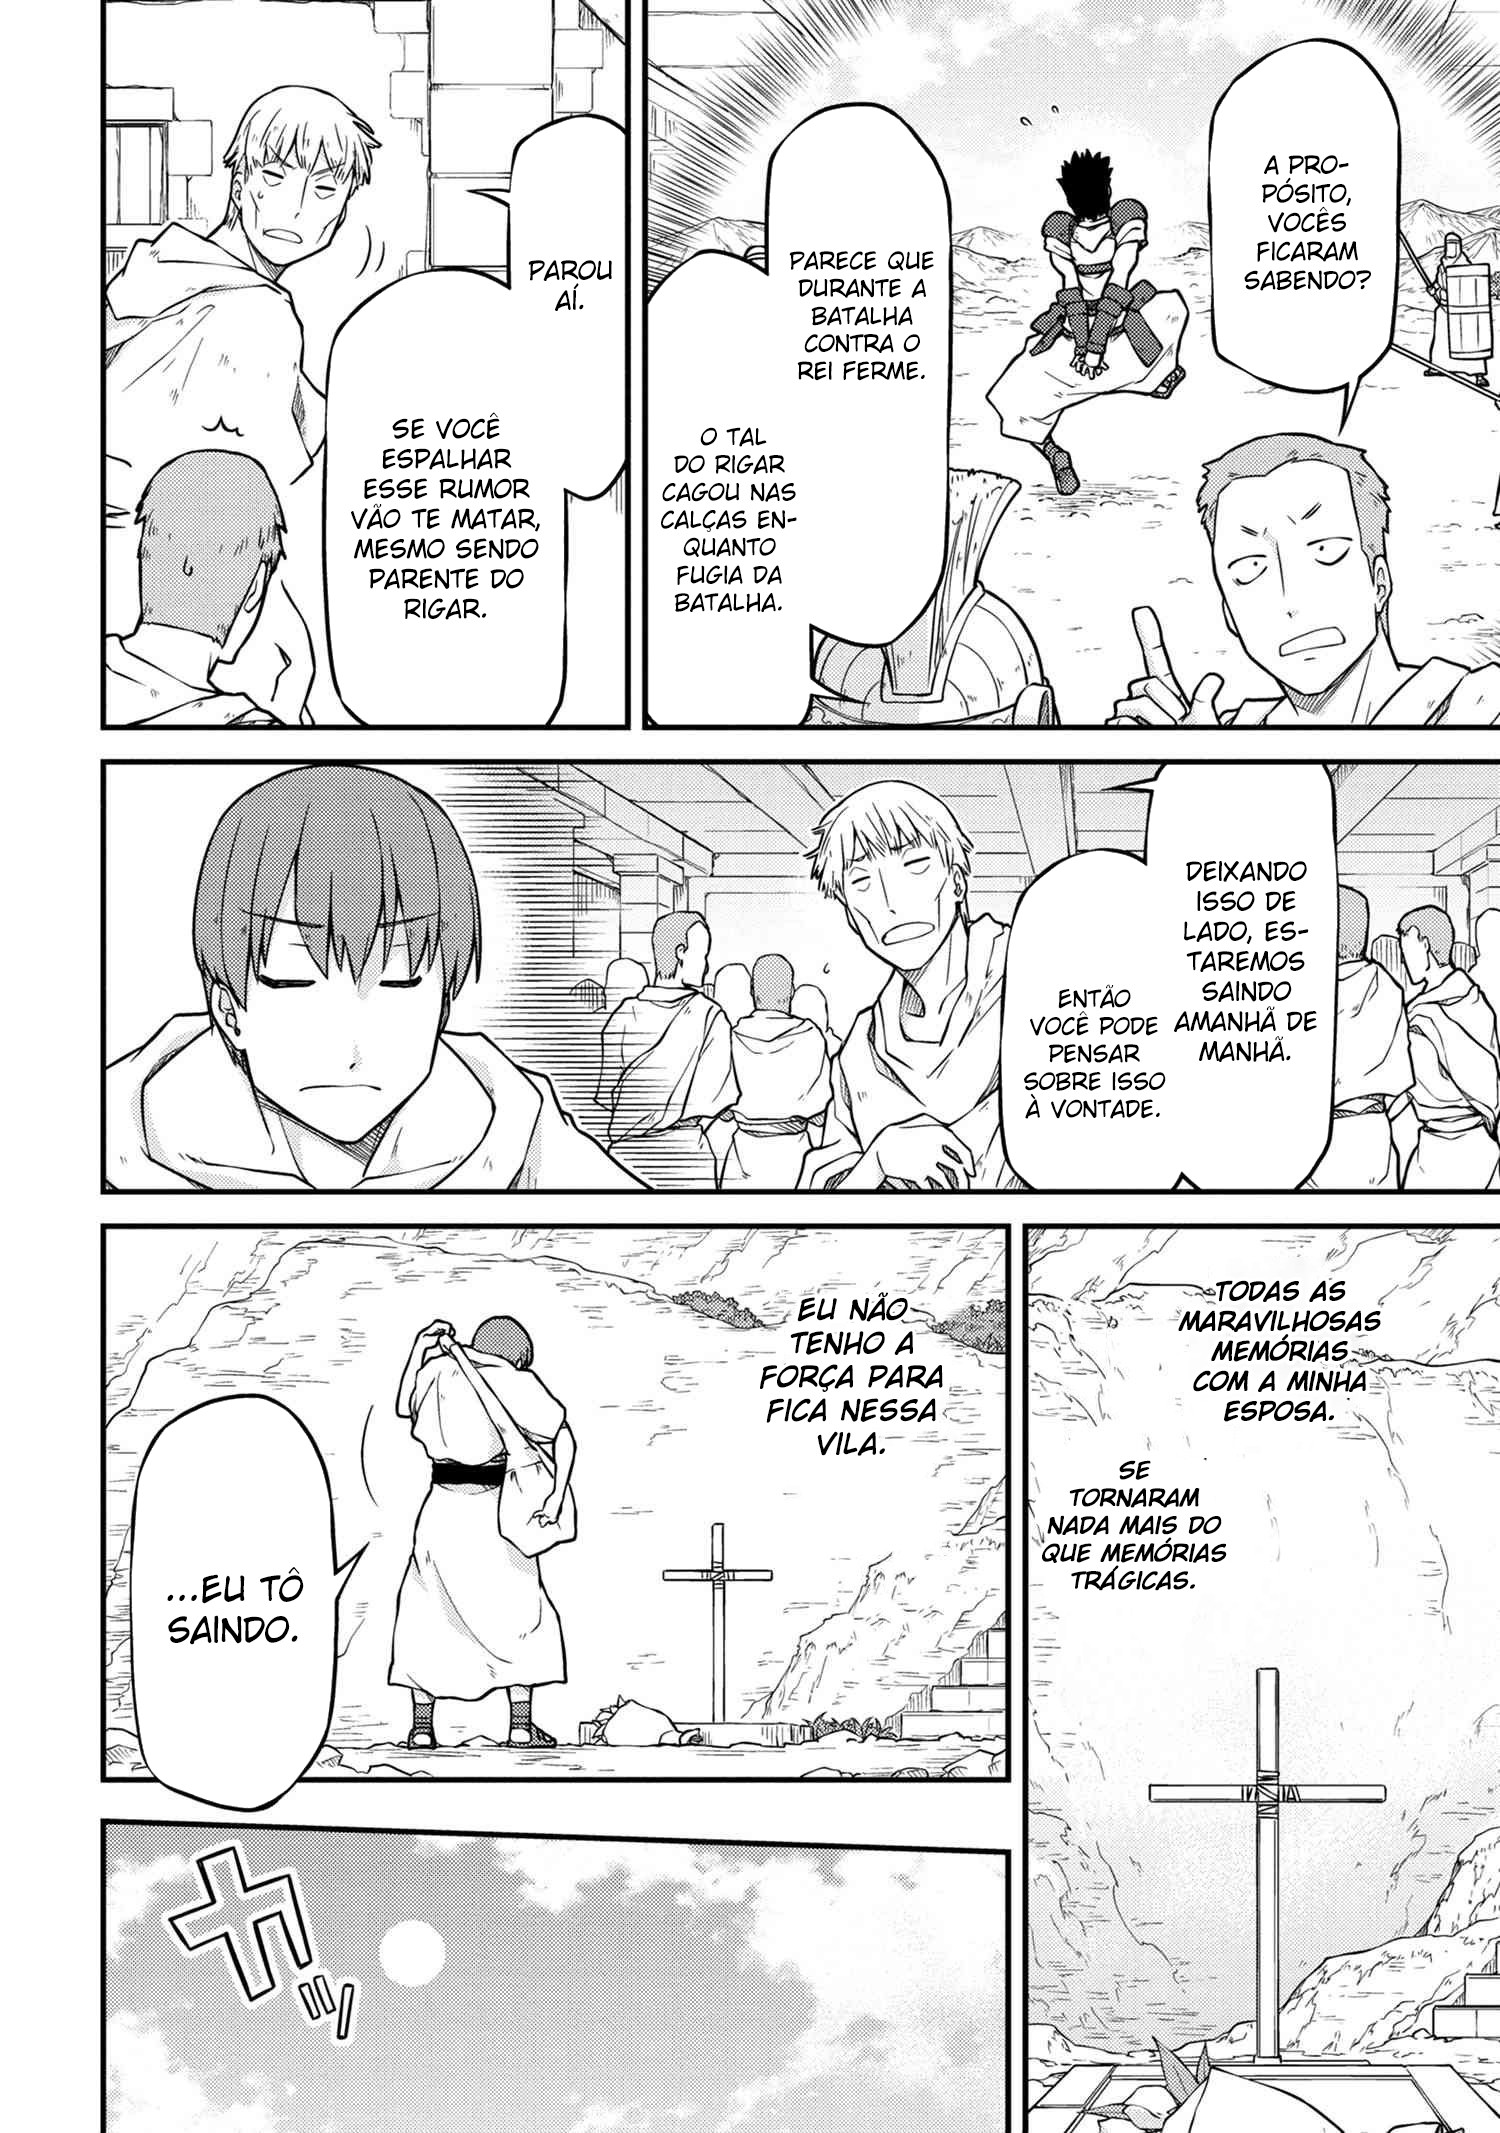 A PRO-
PÓSITO,
VOCÊS
FICARAM
SABENDO?
PARECE QUE
DURANTE A
BATALHA
CONTRA O
REI FERME.
O TAL
DO RIGAR
CAGOU NAS
CALÇAS EN-
QUANTO
FUGIA DA
BATALHA.
PAROU
AÍ.
SE VOCÊ
ESPALHAR
ESSE RUMOR
VÃO TE MATAR,
MESMO SENDO
PARENTE DO
RIGAR.
DEIXANDO
ISSO DE
LADO, ES-
TAREMOS
SAINDO
AMANHÃ DE
MANHÃ.
ENTÃO
VOCÊ PODE
PENSAR
SOBRE ISSO
À VONTADE.
TODAS AS
MARAVILHOSAS
MEMÓRIAS
COM A MINHA
ESPOSA.
SE
TORNARAM
NADA MAIS DO
QUE MEMÓRIAS
TRÁGICAS.
EU NÃO
TENHO A
FORÇA PARA
FICA NESSA
VILA.
...EU TÔ
SAINDO.
カッ